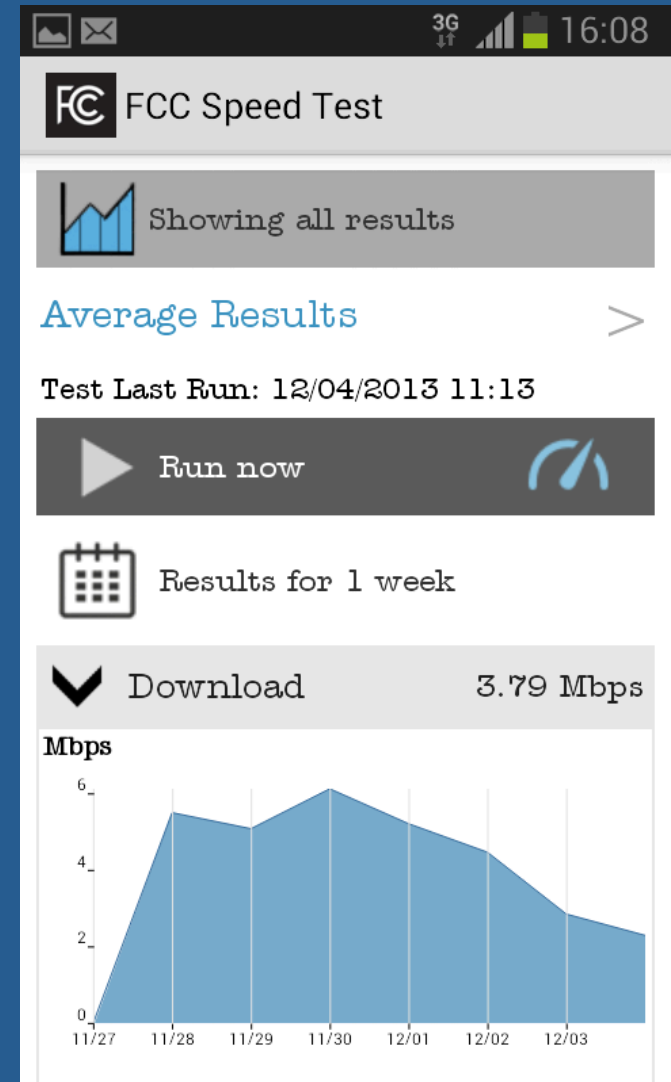 3G 16:08
FCC FCC Speed Test
Showing all results
Average Results >
Test Last Run: 12/04/2013 11:13
Run now
Results for 1 week
Download 3.79 Mbps
Mbps
6
4
2
0
11/27 11/28 11/29 11/30 12/01 12/02 12/03